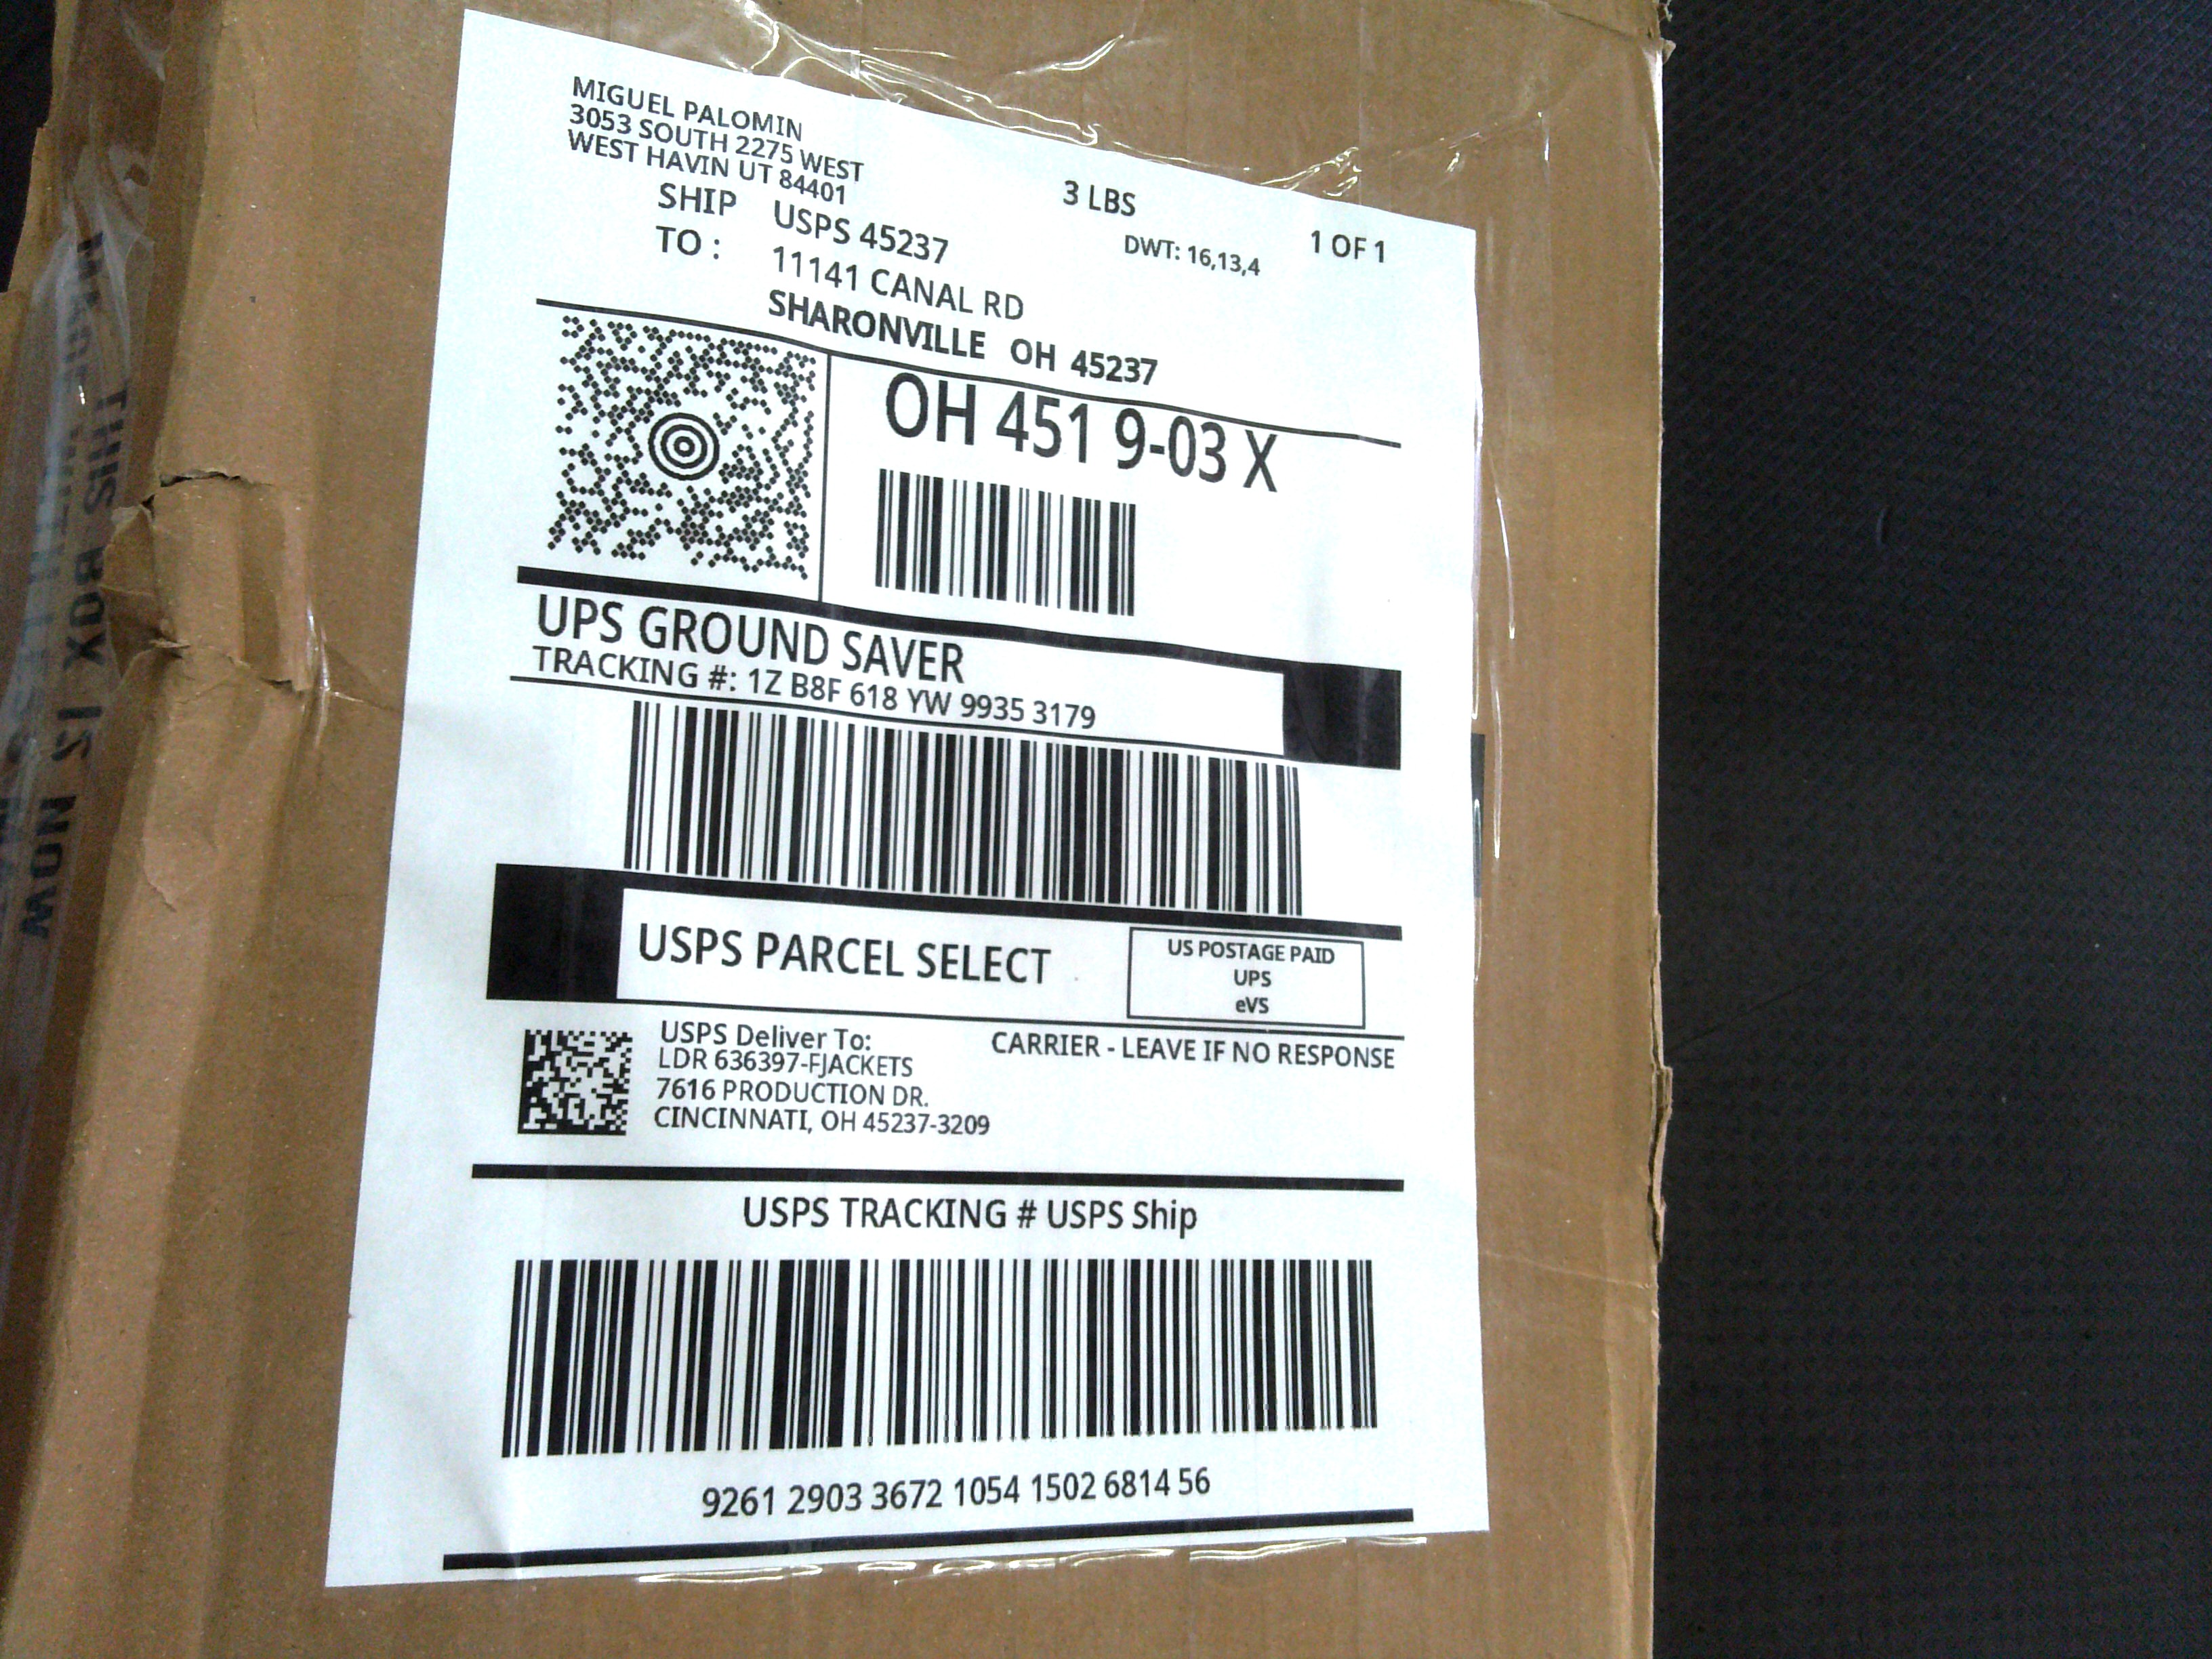 MIGUEL PALOMIN
3053 SOUTH 2275 WEST
WEST HAVIN UT 84401
3 LBS
1 OF 1
DWT: 16,13,4
SHIP TO :
USPS 45237
11141 CANAL RD
SHARONVILLE OH 45237
OH 451 9-03 X
UPS GROUND SAVER
TRACKING #: 1Z B8F 618 YW 9935 3179
USPS PARCEL SELECT
US POSTAGE PAID
UPS
eVS
USPS Deliver To:
CARRIER - LEAVE IF NO RESPONSE
LDR 636397-FJACKETS
7616 PRODUCTION DR.
CINCINNATI, OH 45237-3209
USPS TRACKING # USPS Ship
9261 2903 3672 1054 1502 6814 56
THIS BOX IS NOW
MADE WITH LESS